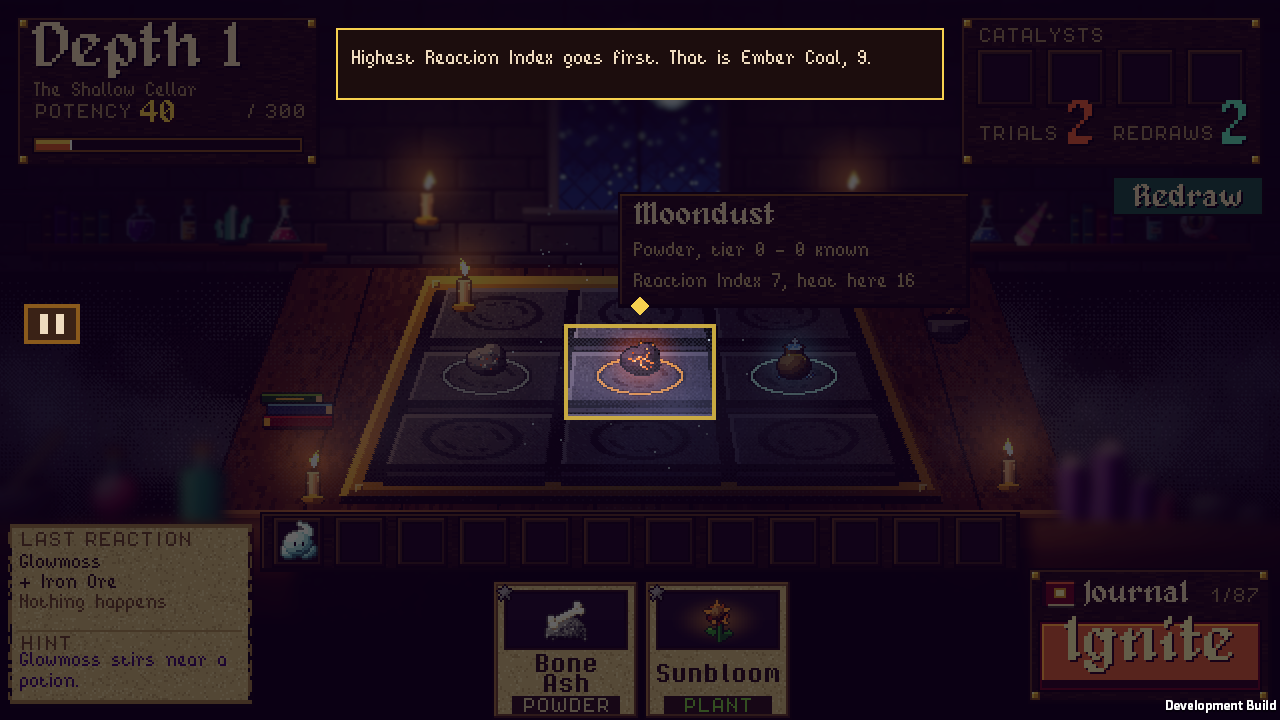 Depth 1
The Shallow Cellar
POTENCY 40 / 300
Highest Reaction Index goes first. That is Ember Coal, 9.
CATALYSTS
TRIALS 2 REDRAWS 2
Redraw
Moondust
Powder, tier 0 - 0 known
Reaction Index 7, heat here 16
LAST REACTION
Glowmoss
+ Iron Ore
Nothing happens
HINT
Glowmoss stirs near a
potion.
Bone
Ash
POWDER
Sunbloom
PLANT
Journal 1/87
Ignite
Development Build